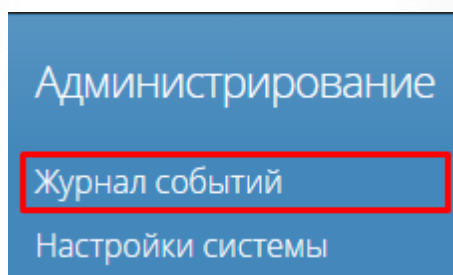 Администрирование
Журнал событий
Настройки системы